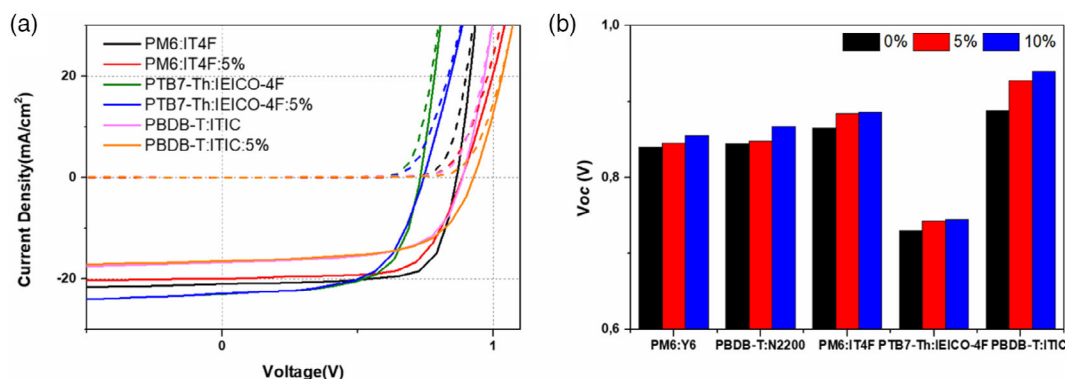 (a)
PM6:IT4F
PM6:IT4F:5%
PTB7-Th:IEICO-4F
PTB7-Th:IEICO-4F:5%
PBDB-T:ITIC
PBDB-T:ITIC:5%
Current Density(mA/cm²)
20
0
-20
0
1
Voltage(V)
(b)
0% 5% 10%
Voc (V)
1,0
0,8
0,6
PM6:Y6 PBDB-T:N2200 PM6:IT4F PTB7-Th:IEICO-4F PBDB-T:ITIC